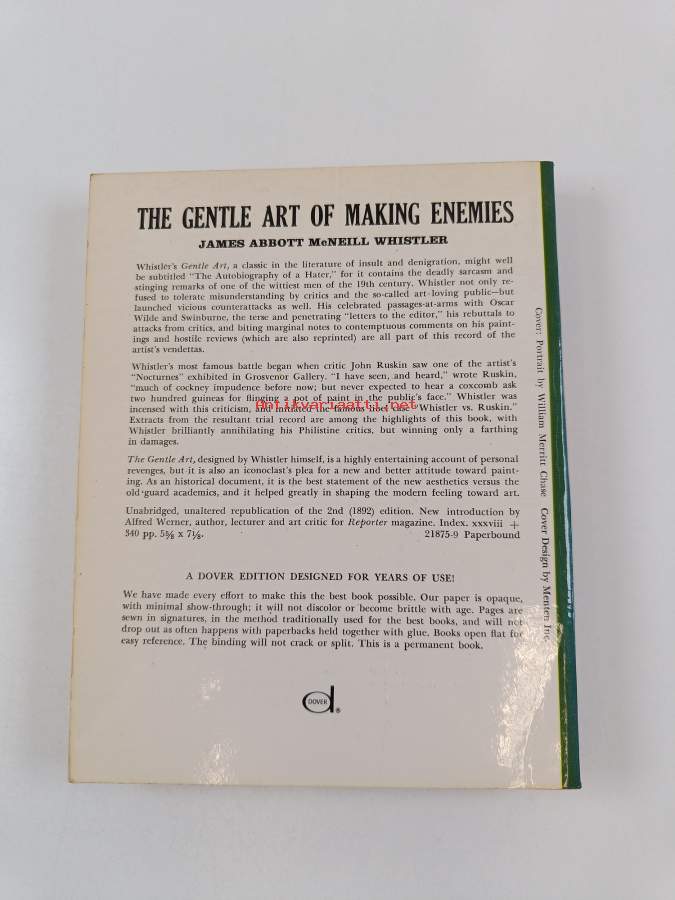 THE GENTLE ART OF MAKING ENEMIES
JAMES ABBOTT McNEILL WHISTLER
Whistler's Gentle Art, a classic in the literature of insult and denigration, might well
be subtitled "The Autobiography of a Hater," for it contains the deadly sarcasm and
stinging remarks of one of the wittiest men of the 19th century. Whistler not only re-
fused to tolerate misunderstanding by critics and the so-called art-loving public—but
launched vicious counterattacks as well. His celebrated passages-at-arms with Oscar
Wilde and Swinburne, the terse and penetrating "letters to the editor," his rebuttals to
attacks from critics, and biting marginal notes to contemptuous comments on his paint-
ings and hostile reviews (which are also reprinted) are all part of this record of the
artist's vendettas.
Whistler's most famous battle began when critic John Ruskin saw one of the artist's
"Nocturnes" exhibited in Grosvenor Gallery. "I have seen, and heard," wrote Ruskin,
"much of cockney impudence before now; but never expected to hear a coxcomb ask
two hundred guineas for flinging a pot of paint in the public's face." Whistler was
incensed with this criticism, and initiated the famous "Whistler vs. Ruskin."
Extracts from the resultant trial record are among the highlights of this book, with
Whistler brilliantly annihilating his Philistine critics, but winning only a farthing
in damages.
The Gentle Art, designed by Whistler himself, is a highly entertaining account of personal
revenges, but it is also an iconoclast's plea for a new and better attitude toward paint-
ing. As an historical document, it is the best statement of the new aesthetics versus the
old guard academics, and it helped greatly in shaping the modern feeling toward art.
Unabridged, unaltered republication of the 2nd (1892) edition. New introduction by
Alfred Werner, author, lecturer and art critic for Reporter magazine. Index. xxxviii +
340 pp. 5⅜ x 7⅛. 21875-9 Paperbound
A DOVER EDITION DESIGNED FOR YEARS OF USE!
We have made every effort to make this the best book possible. Our paper is opaque,
with minimal show-through; it will not discolor or become brittle with age. Pages are
sewn in signatures, in the method traditionally used for the best books, and will not
drop out as often happens with paperbacks held together with glue. Books open flat for
easy reference. The binding will not crack or split. This is a permanent book.
DOVER
®
Cover: Portrait by William Merritt Chase Cover Design by Menten Inc.
antikvariaatti.net